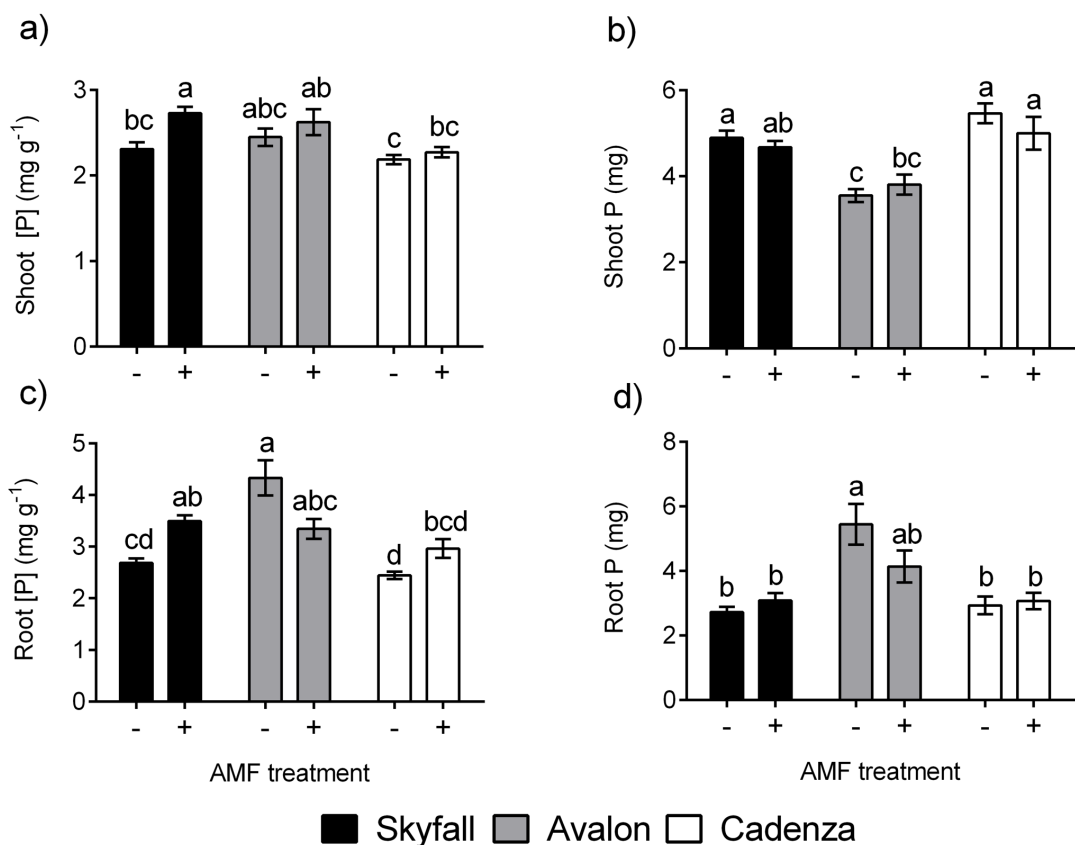 a)
Shoot [P] (mg g⁻¹)
3
2
1
0
bc
a
abc
ab
c
bc
- + - + - +
b)
Shoot P (mg)
6
4
2
0
a
ab
c
bc
a
a
- + - + - +
c)
Root [P] (mg g⁻¹)
5
4
3
2
1
0
cd
ab
a
abc
d
bcd
- + - + - +
AMF treatment
d)
Root P (mg)
8
6
4
2
0
b
b
a
ab
b
b
- + - + - +
AMF treatment
Skyfall Avalon Cadenza